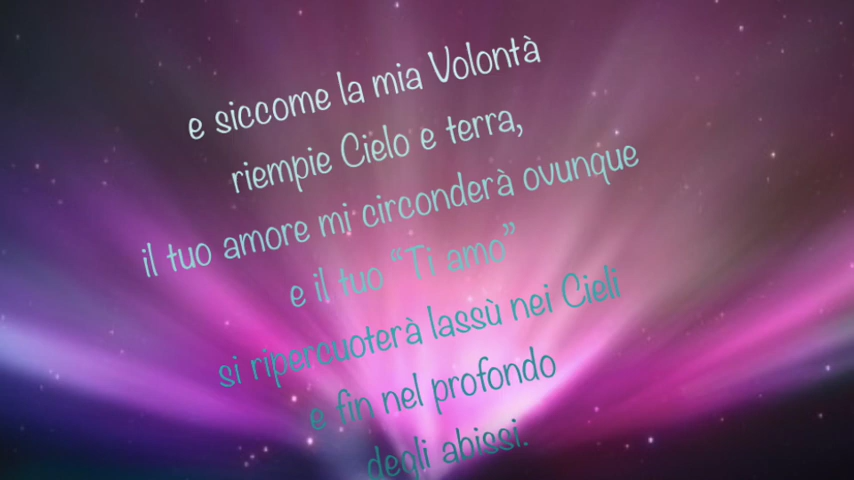 e siccome la mia Volontà
riempie Cielo e terra,
il tuo amore mi circonderà ovunque
e il tuo “Ti amo”
si ripercuoterà lassù nei Cieli
e fin nel profondo
degli abissi.